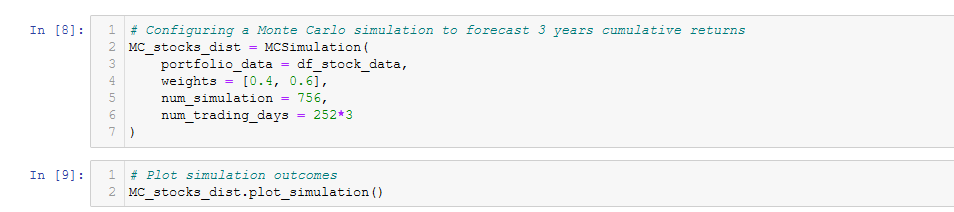 In [8]:
1 # Configuring a Monte Carlo simulation to forecast 3 years cumulative returns
2 MC_stocks_dist = MCSimulation(
3     portfolio_data = df_stock_data,
4     weights = [0.4, 0.6],
5     num_simulation = 756,
6     num_trading_days = 252*3
7 )
In [9]:
1 # Plot simulation outcomes
2 MC_stocks_dist.plot_simulation()